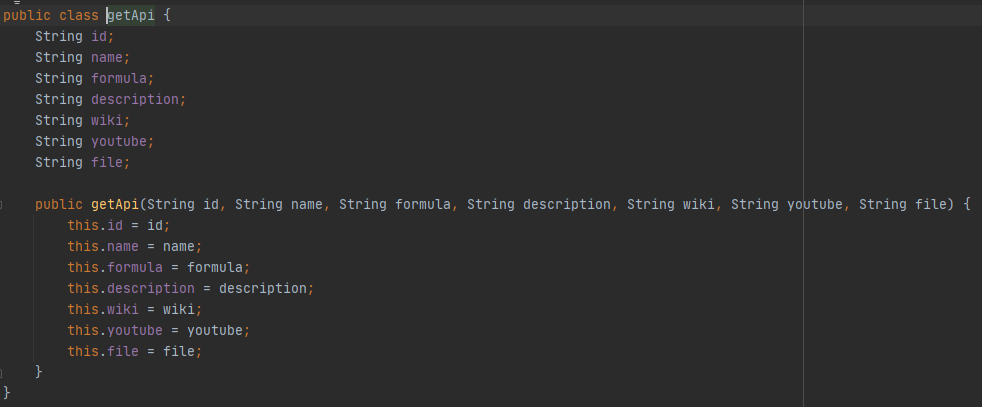 public class getApi {
    String id;
    String name;
    String formula;
    String description;
    String wiki;
    String youtube;
    String file;

    public getApi(String id, String name, String formula, String description, String wiki, String youtube, String file) {
        this.id = id;
        this.name = name;
        this.formula = formula;
        this.description = description;
        this.wiki = wiki;
        this.youtube = youtube;
        this.file = file;
    }
}